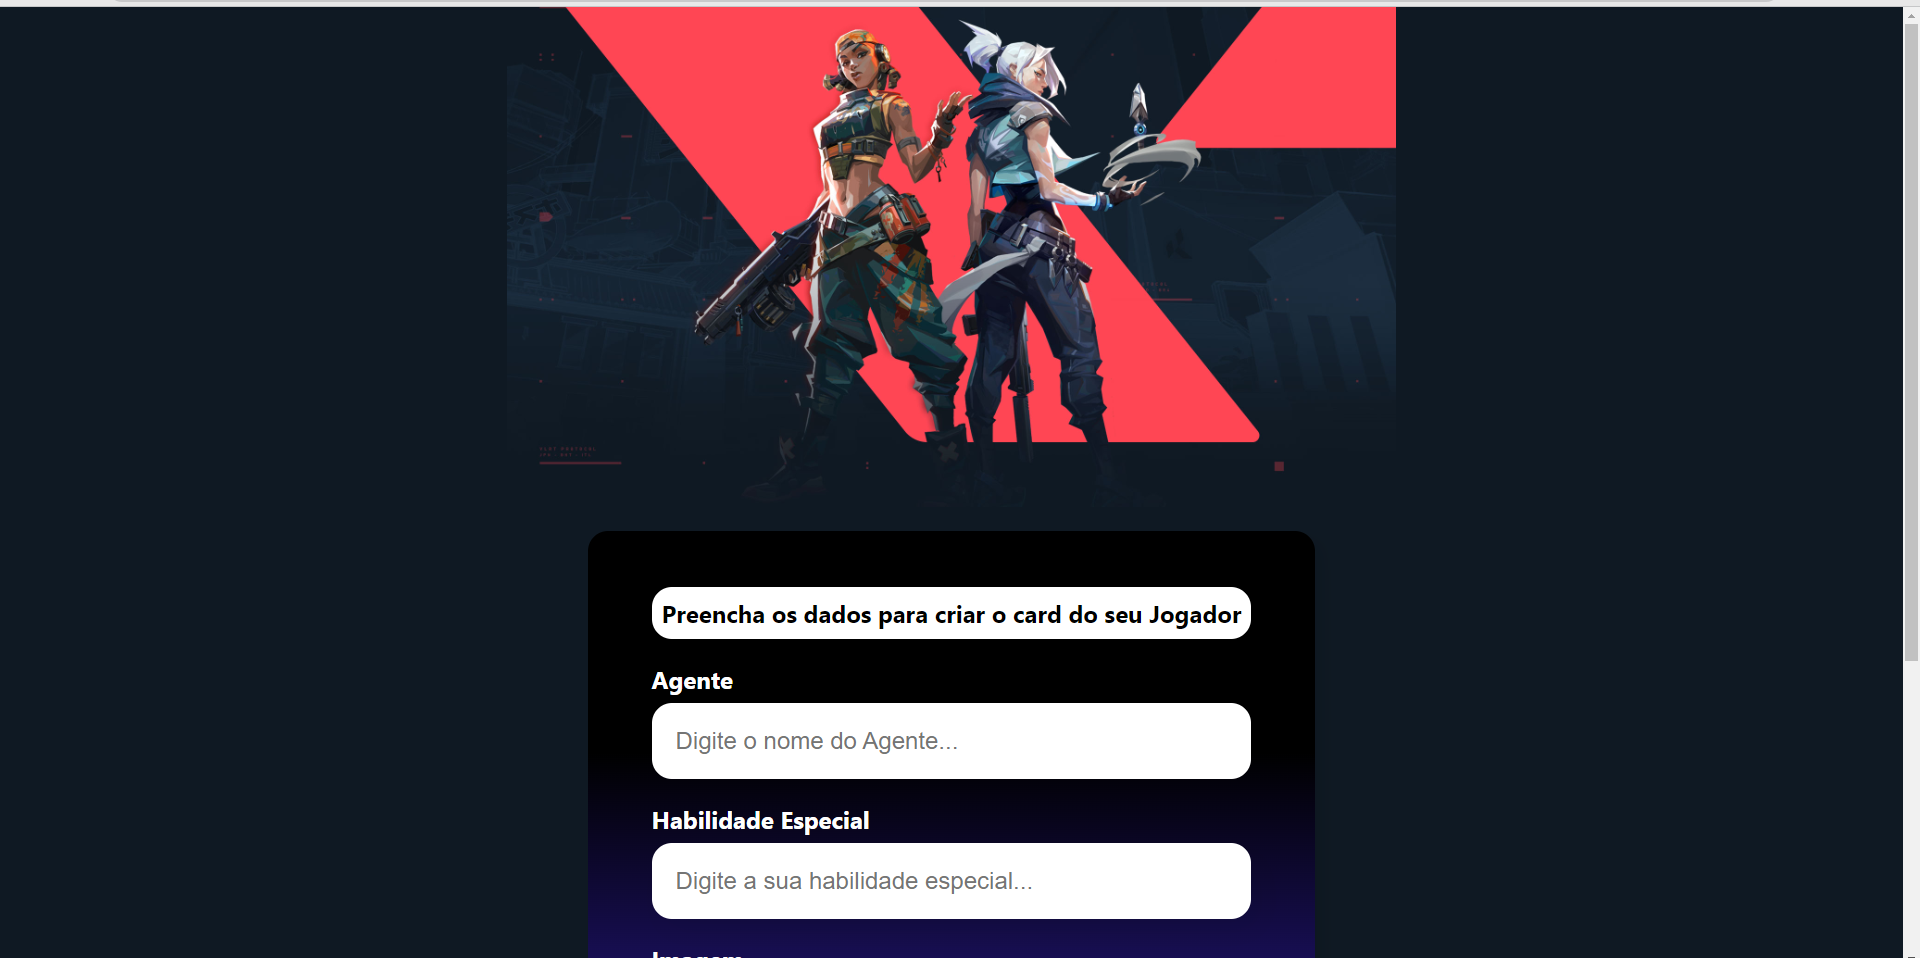 Preencha os dados para criar o card do seu Jogador
Agente
Digite o nome do Agente...
Habilidade Especial
Digite a sua habilidade especial...